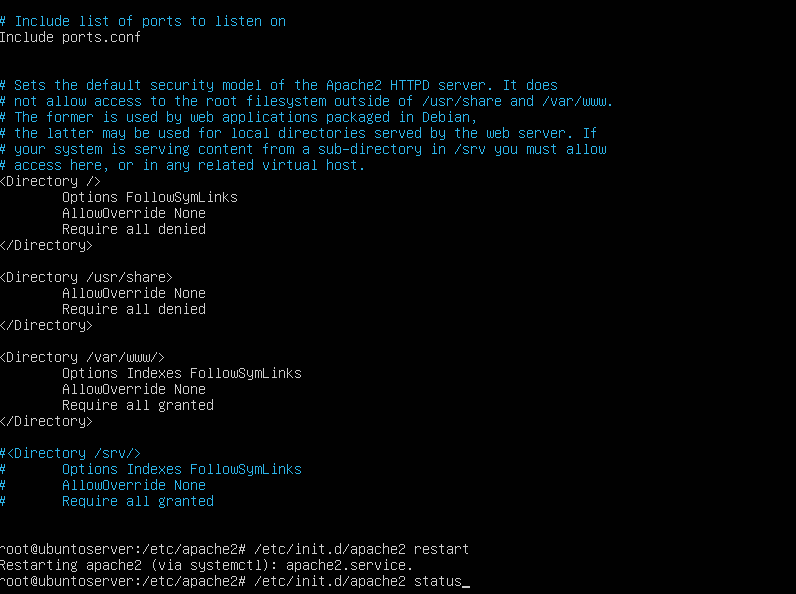 # Include list of ports to listen on
Include ports.conf
# Sets the default security model of the Apache2 HTTPD server. It does
# not allow access to the root filesystem outside of /usr/share and /var/www.
# The former is used by web applications packaged in Debian,
# the latter may be used for local directories served by the web server. If
# your system is serving content from a sub-directory in /srv you must allow
# access here, or in any related virtual host.
<Directory />
        Options FollowSymLinks
        AllowOverride None
        Require all denied
</Directory>
<Directory /usr/share>
        AllowOverride None
        Require all denied
</Directory>
<Directory /var/www/>
        Options Indexes FollowSymLinks
        AllowOverride None
        Require all granted
</Directory>
#<Directory /srv/>
#       Options Indexes FollowSymLinks
#       AllowOverride None
#       Require all granted
root@ubuntoserver:/etc/apache2# /etc/init.d/apache2 restart
Restarting apache2 (via systemctl): apache2.service.
root@ubuntoserver:/etc/apache2# /etc/init.d/apache2 status_